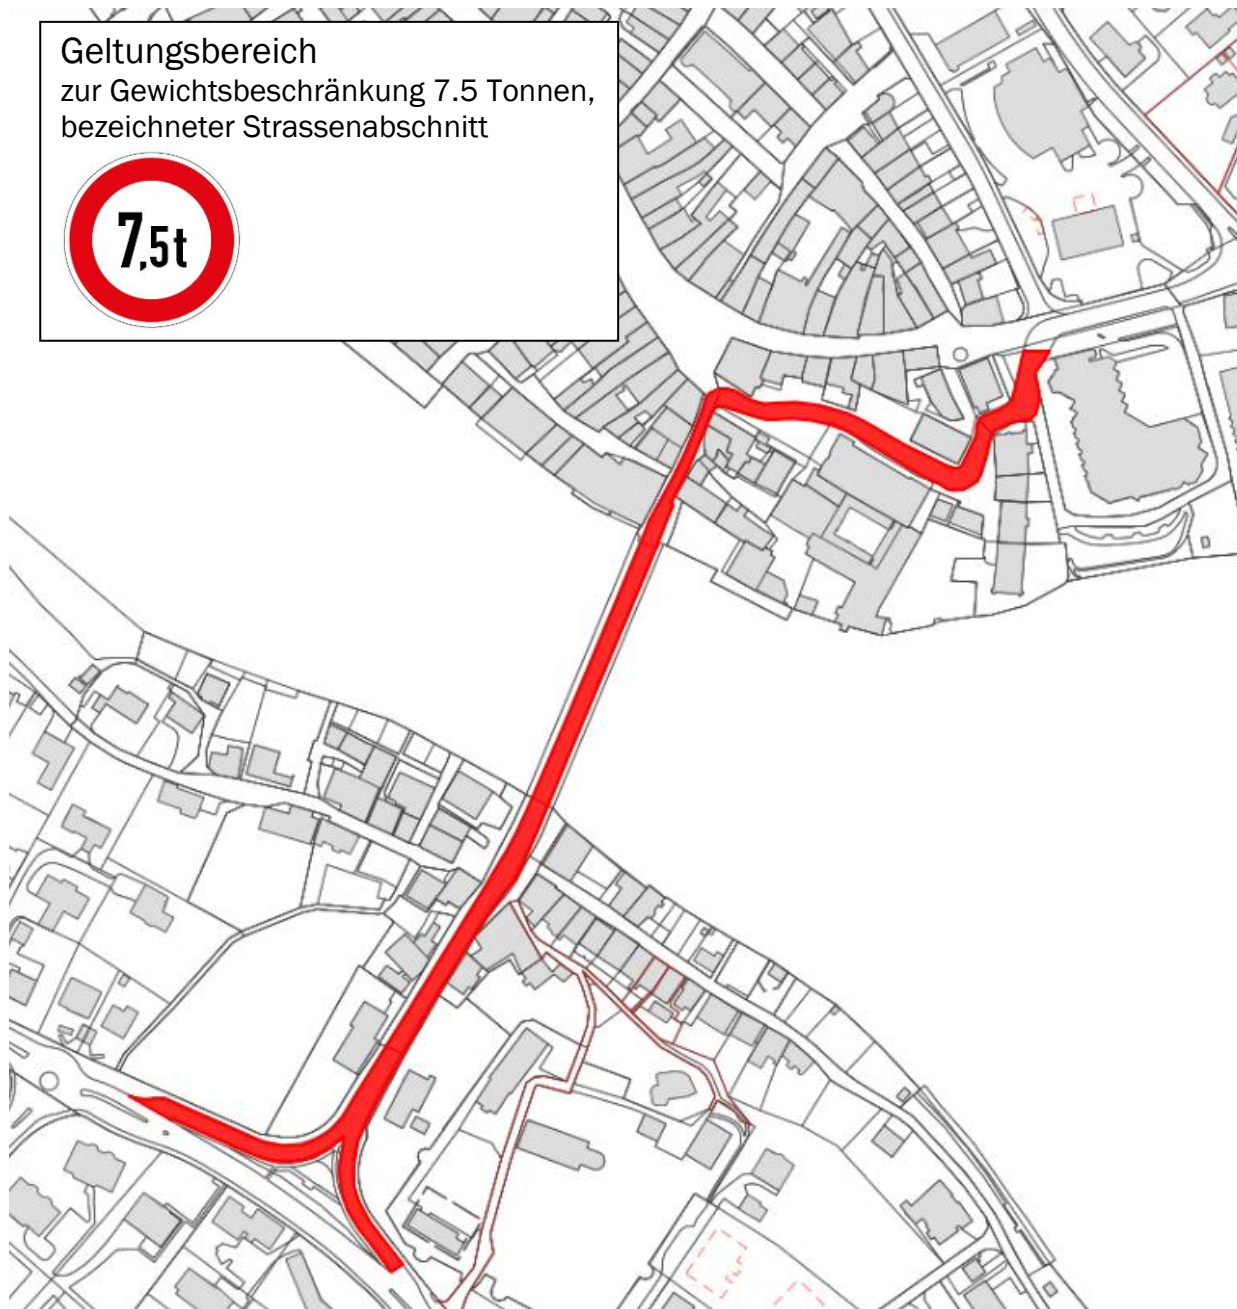 Geltungsbereich
zur Gewichtsbeschränkung 7.5 Tonnen,
bezeichneter Strassenabschnitt
7,5t